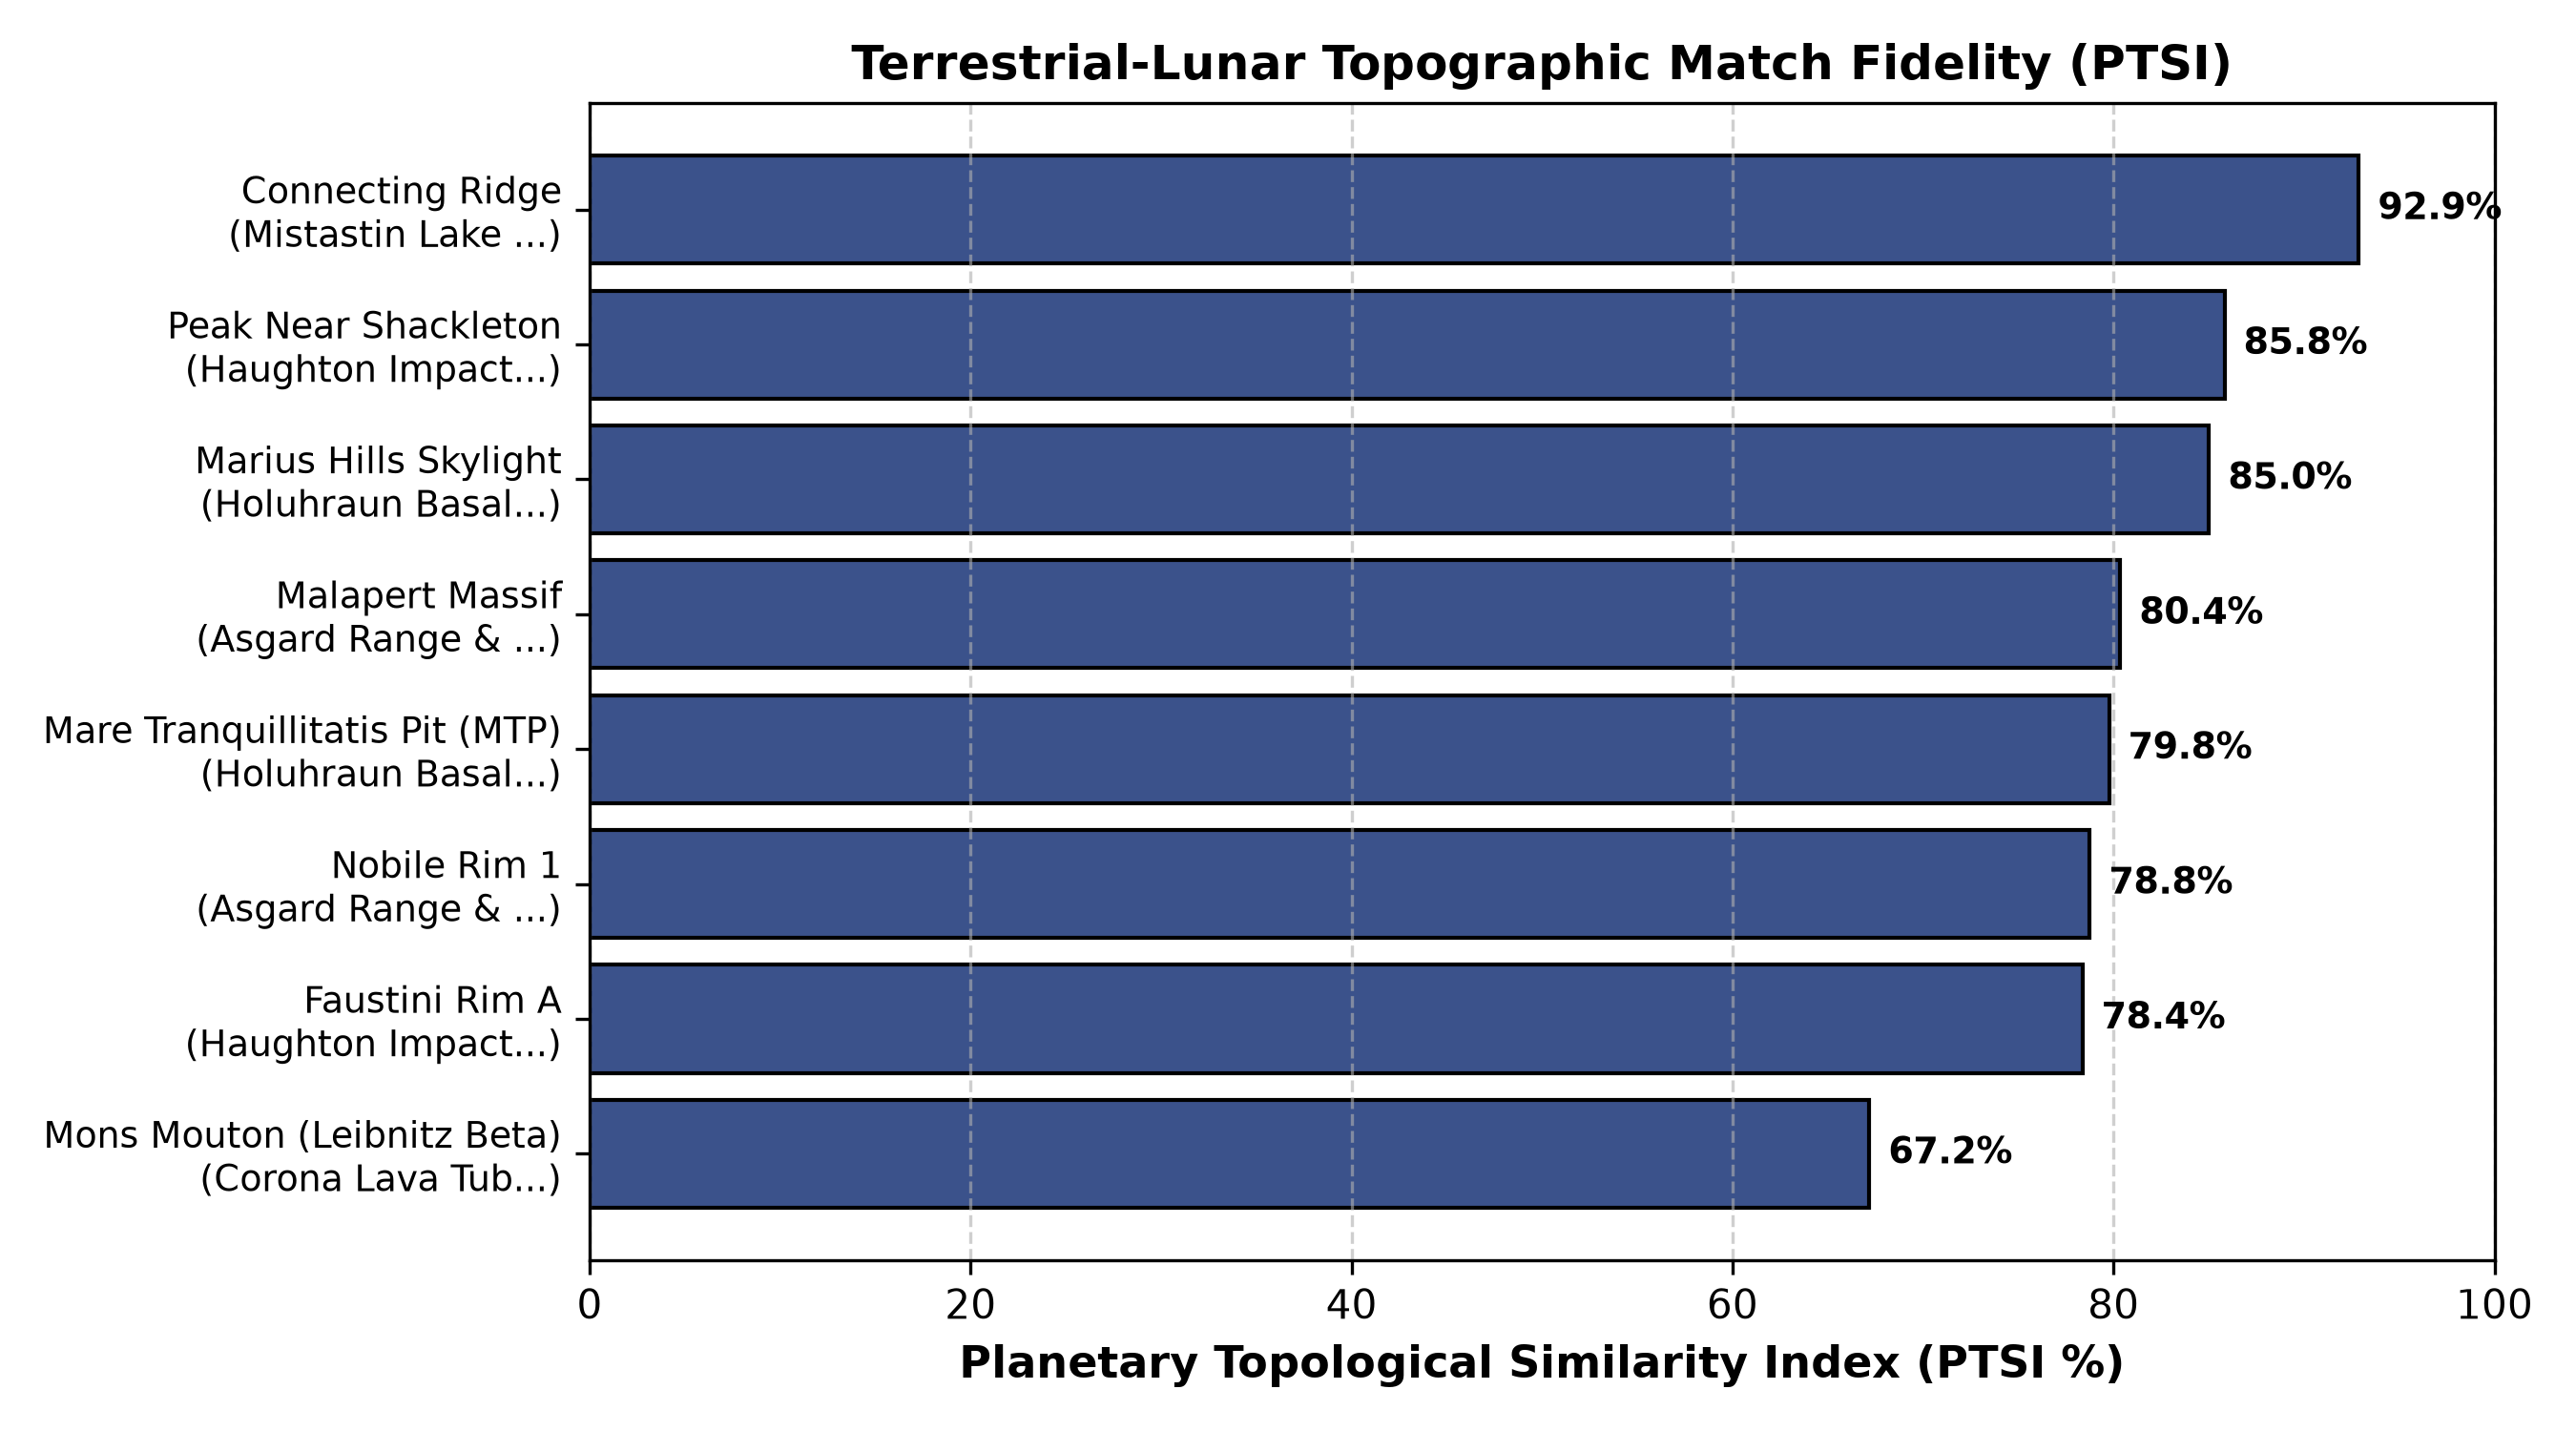 Terrestrial-Lunar Topographic Match Fidelity (PTSI)
Connecting Ridge
(Mistastin Lake ...)
92.9%
Peak Near Shackleton
(Haughton Impact...)
85.8%
Marius Hills Skylight
(Holuhraun Basal...)
85.0%
Malapert Massif
(Asgard Range & ...)
80.4%
Mare Tranquillitatis Pit (MTP)
(Holuhraun Basal...)
79.8%
Nobile Rim 1
(Asgard Range & ...)
78.8%
Faustini Rim A
(Haughton Impact...)
78.4%
Mons Mouton (Leibnitz Beta)
(Corona Lava Tub...)
67.2%
0 20 40 60 80 100
Planetary Topological Similarity Index (PTSI %)